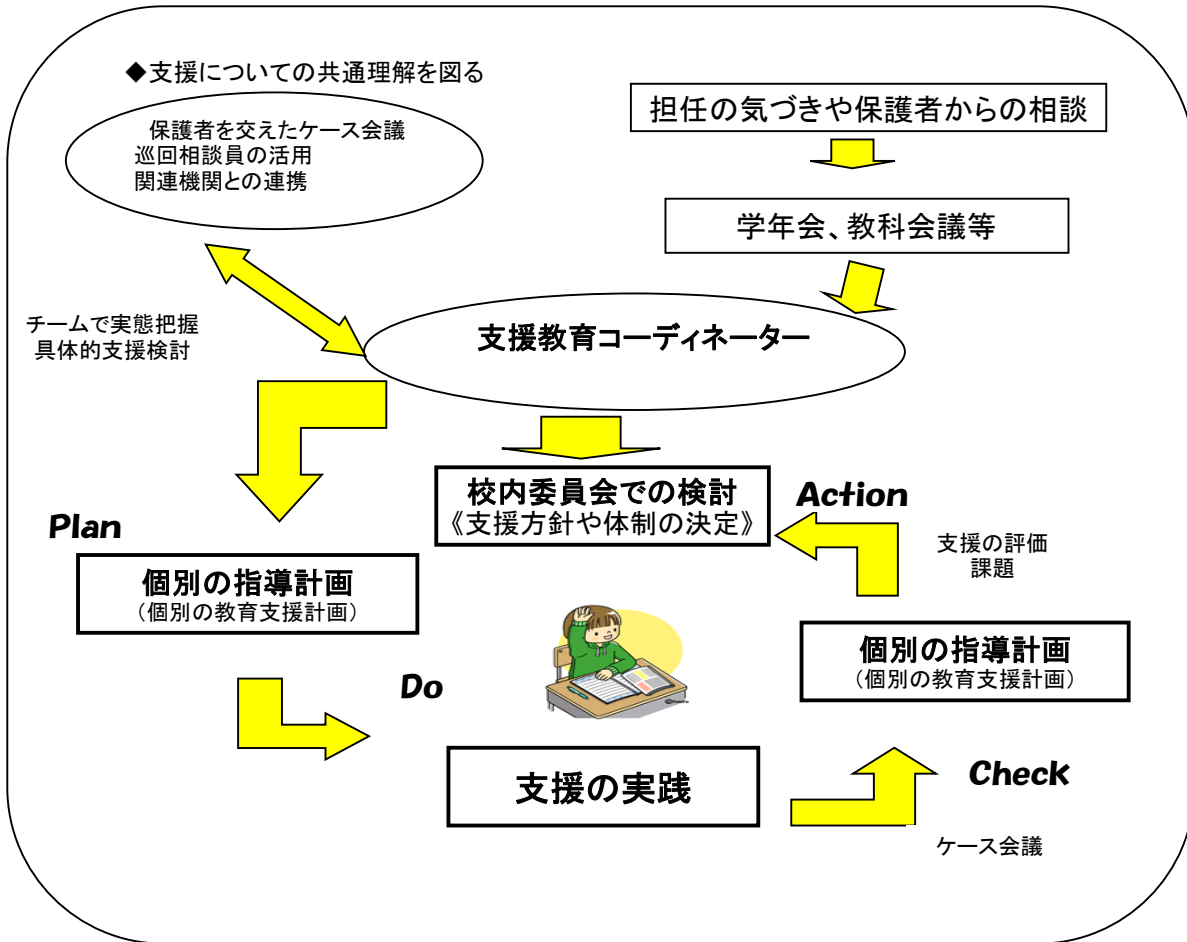 ◆支援についての共通理解を図る
保護者を交えたケース会議
巡回相談員の活用
関連機関との連携
担任の気づきや保護者からの相談
学年会、教科会議等
支援教育コーディネーター
チームで実態把握
具体的支援検討
校内委員会での検討
《支援方針や体制の決定》
Action
支援の評価
課題
Plan
個別の指導計画
（個別の教育支援計画）
個別の指導計画
（個別の教育支援計画）
Do
支援の実践
Check
ケース会議